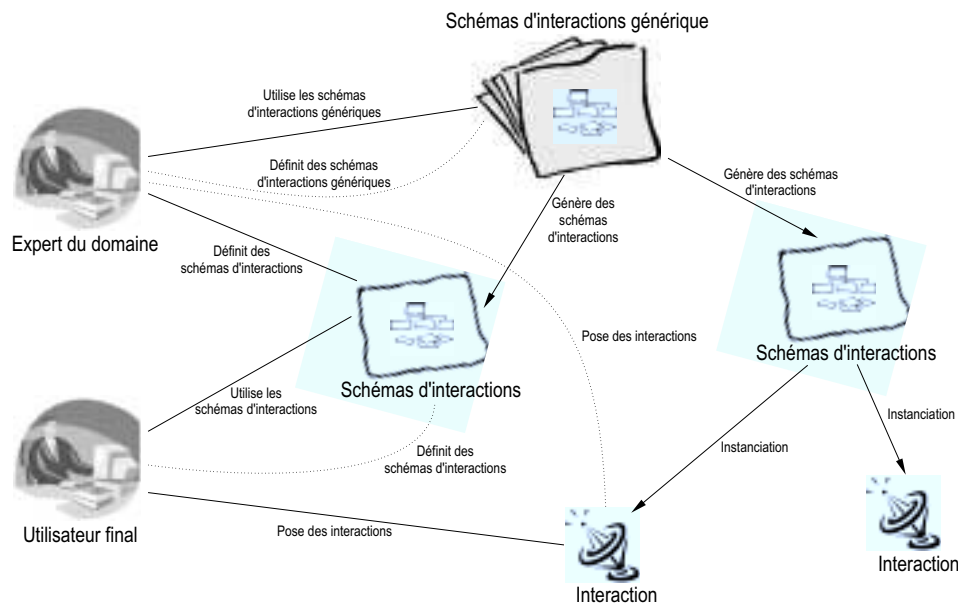 Schémas d'interactions générique
Utilise les schémas
d'interactions génériques
Définit des schémas
d'interactions génériques
Génère des schémas
d'interactions
Génère des
schémas
d'interactions
Expert du domaine
Définit des
schémas d'interactions
Pose des interactions
Schémas d'interactions
Schémas d'interactions
Utilise les
schémas d'interactions
Définit des
schémas d'interactions
Instanciation
Instanciation
Utilisateur final
Pose des interactions
Interaction
Interaction